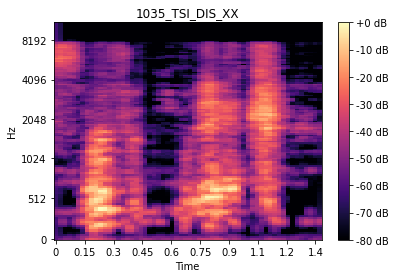 1035_TSI_DIS_XX
8192
4096
2048
1024
512
0
Hz
0 0.15 0.3 0.45 0.6 0.75 0.9 1.1 1.2 1.4
Time
+0 dB
-10 dB
-20 dB
-30 dB
-40 dB
-50 dB
-60 dB
-70 dB
-80 dB